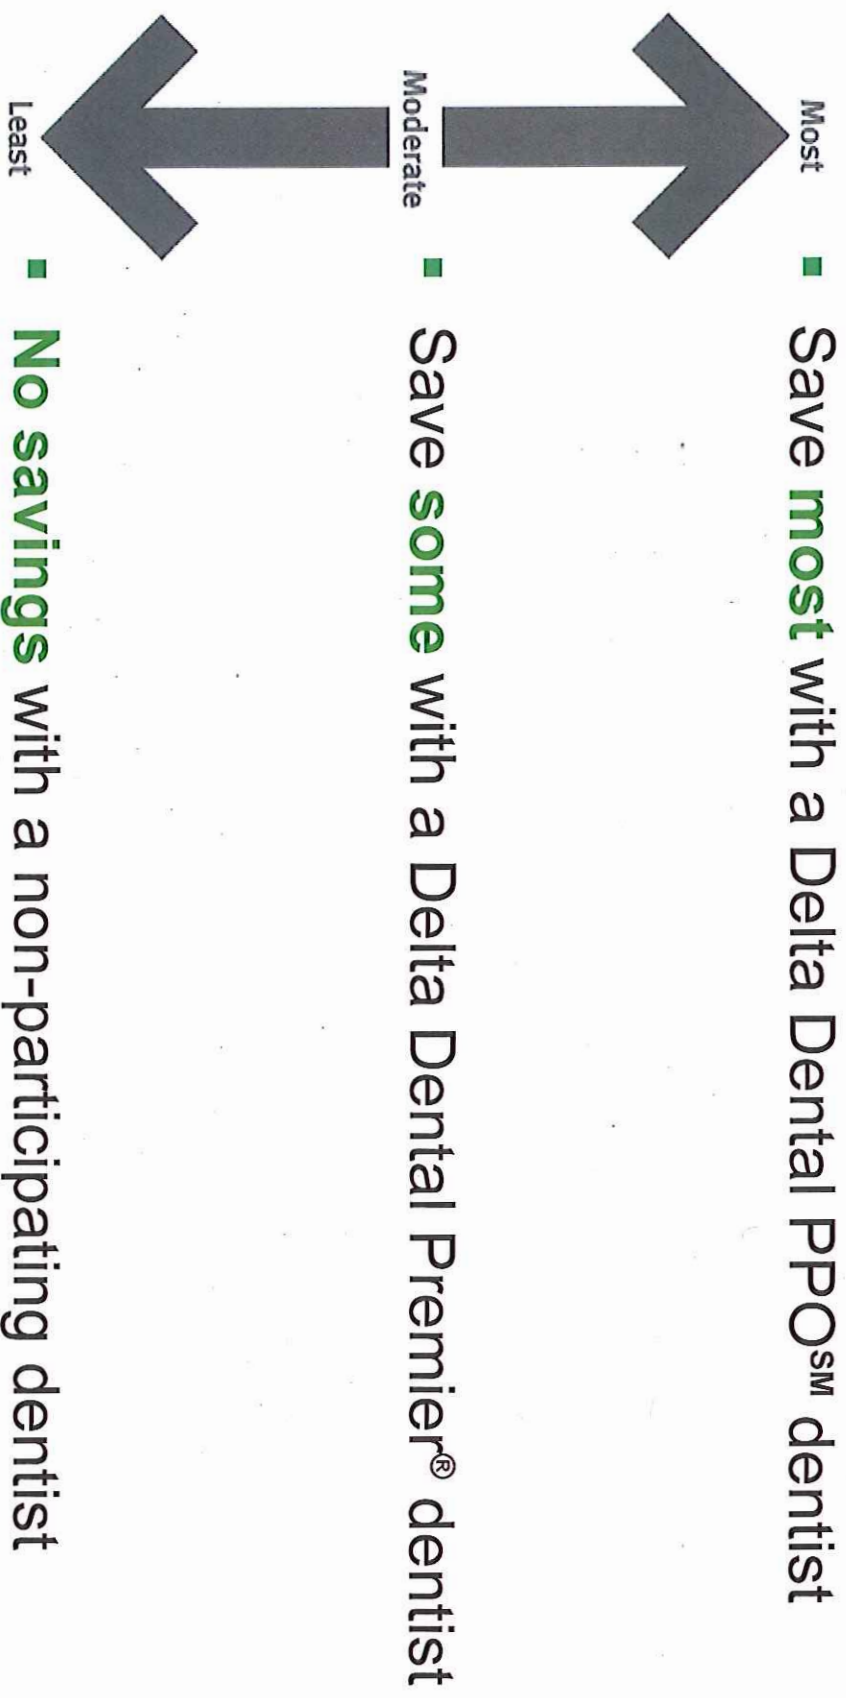 Most
▪ Save most with a Delta Dental PPO℠ dentist
Moderate
▪ Save some with a Delta Dental Premier® dentist
Least
▪ No savings with a non-participating dentist